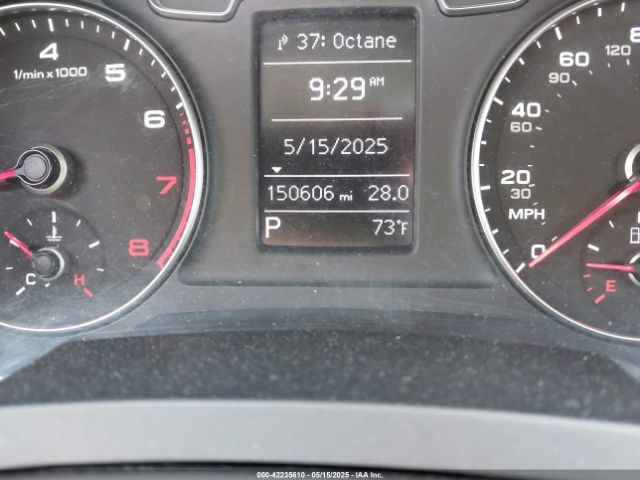 37: Octane
9:29 AM
5/15/2025
150606 mi 28.0
P 73°F
4 5 6 7 8
1/min x 1000
C H
0 20 40 60 8
30 60 90 120
MPH
E
000-42235610 - 05/15/2025 - IAA Inc.